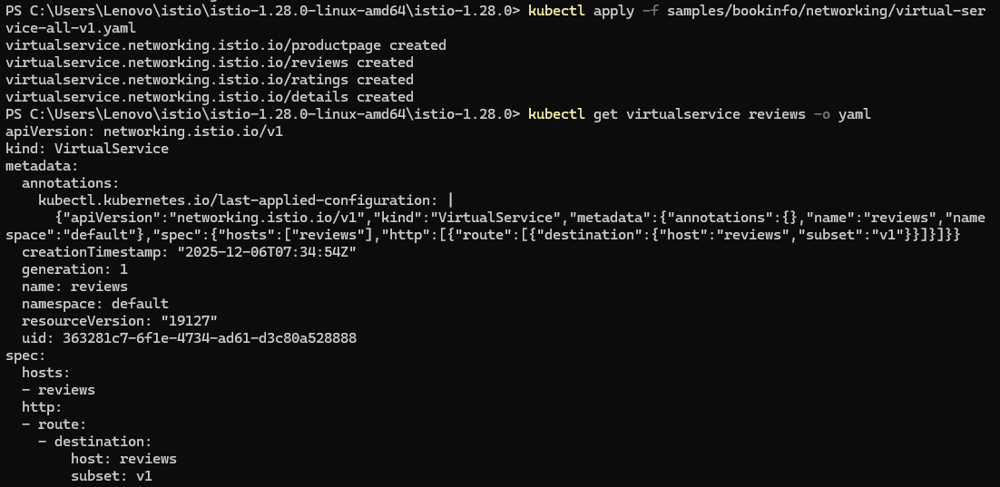 PS C:\Users\Lenovo\istio\istio-1.28.0-linux-amd64\istio-1.28.0> kubectl apply -f samples/bookinfo/networking/virtual-ser
vice-all-v1.yaml
virtualservice.networking.istio.io/productpage created
virtualservice.networking.istio.io/reviews created
virtualservice.networking.istio.io/ratings created
virtualservice.networking.istio.io/details created
PS C:\Users\Lenovo\istio\istio-1.28.0-linux-amd64\istio-1.28.0> kubectl get virtualservice reviews -o yaml
apiVersion: networking.istio.io/v1
kind: VirtualService
metadata:
  annotations:
    kubectl.kubernetes.io/last-applied-configuration: |
      {"apiVersion":"networking.istio.io/v1","kind":"VirtualService","metadata":{"annotations":{},"name":"reviews","name
space":"default"},"spec":{"hosts":["reviews"],"http":[{"route":[{"destination":{"host":"reviews","subset":"v1"}}]}]}}
  creationTimestamp: "2025-12-06T07:34:54Z"
  generation: 1
  name: reviews
  namespace: default
  resourceVersion: "19127"
  uid: 363281c7-6f1e-4734-ad61-d3c80a528888
spec:
  hosts:
  - reviews
  http:
  - route:
    - destination:
        host: reviews
        subset: v1